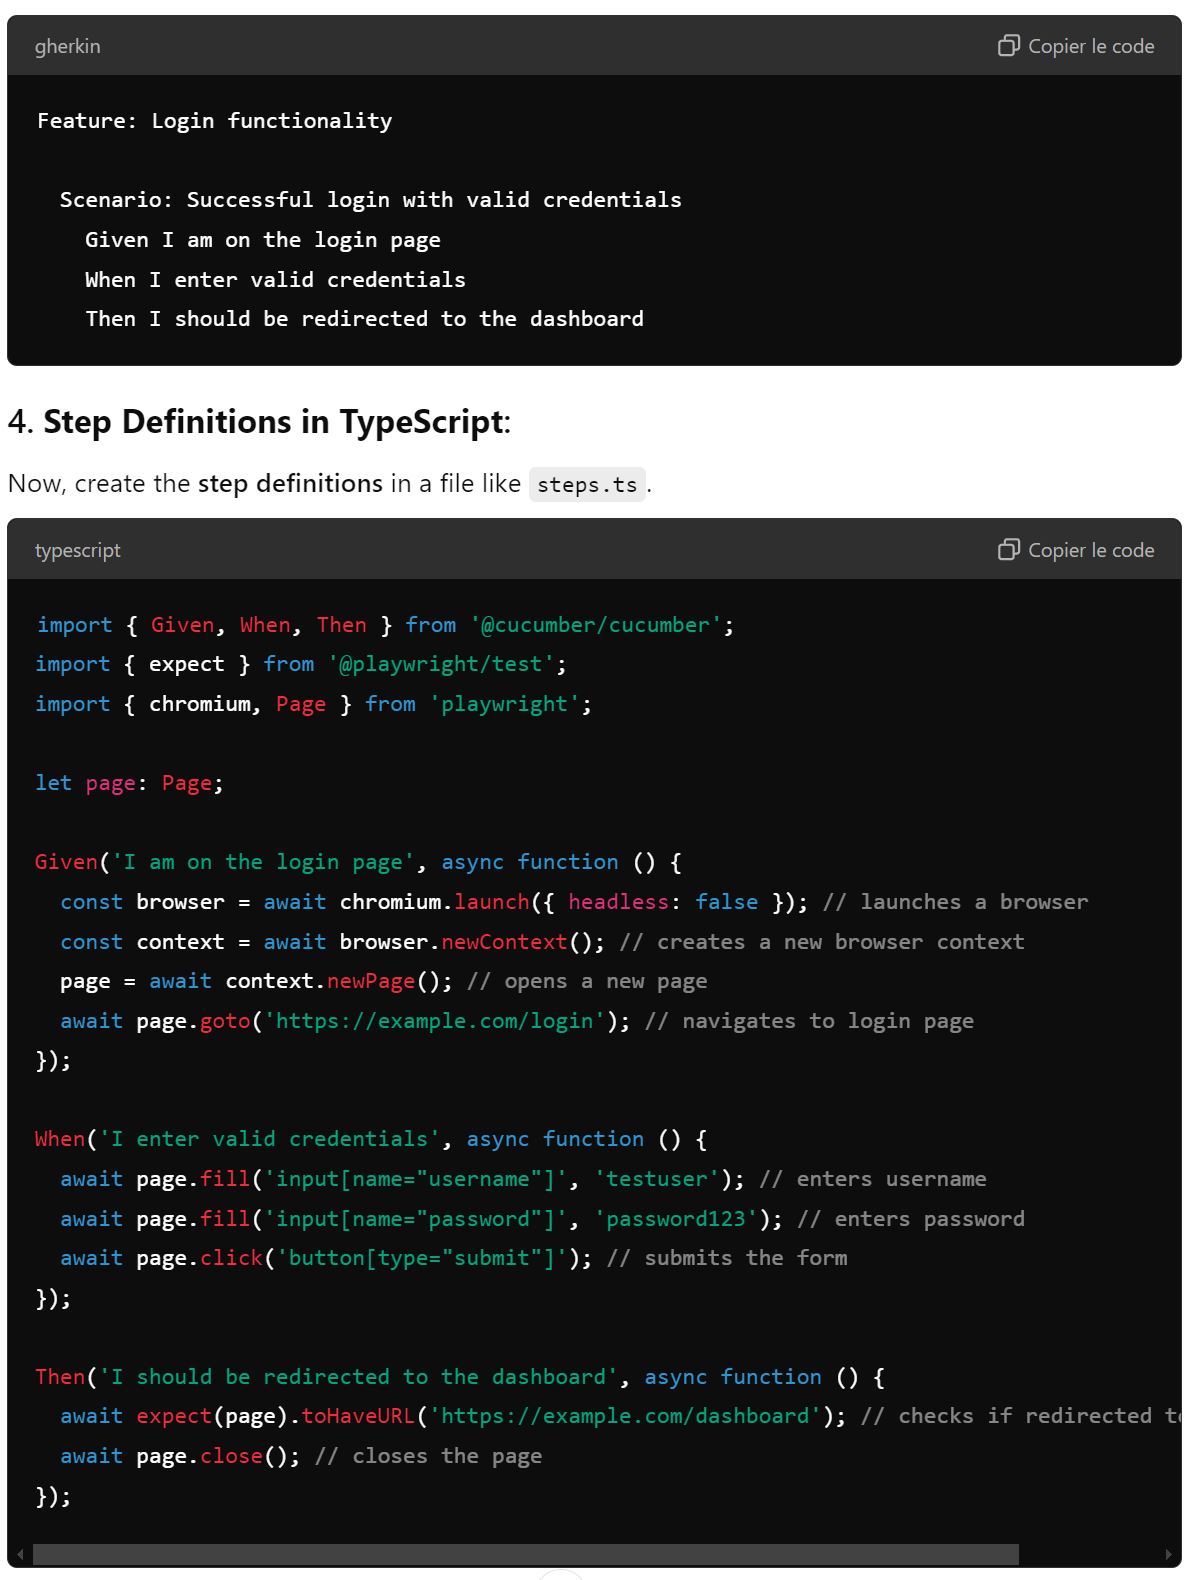 gherkin
Copier le code
Feature: Login functionality
Scenario: Successful login with valid credentials
Given I am on the login page
When I enter valid credentials
Then I should be redirected to the dashboard
4. Step Definitions in TypeScript:
Now, create the step definitions in a file like steps.ts.
typescript
Copier le code
import { Given, When, Then } from '@cucumber/cucumber';
import { expect } from '@playwright/test';
import { chromium, Page } from 'playwright';
let page: Page;
Given('I am on the login page', async function () {
  const browser = await chromium.launch({ headless: false }); // launches a browser
  const context = await browser.newContext(); // creates a new browser context
  page = await context.newPage(); // opens a new page
  await page.goto('https://example.com/login'); // navigates to login page
});
When('I enter valid credentials', async function () {
  await page.fill('input[name="username"]', 'testuser'); // enters username
  await page.fill('input[name="password"]', 'password123'); // enters password
  await page.click('button[type="submit"]'); // submits the form
});
Then('I should be redirected to the dashboard', async function () {
  await expect(page).toHaveURL('https://example.com/dashboard'); // checks if redirected
  await page.close(); // closes the page
});